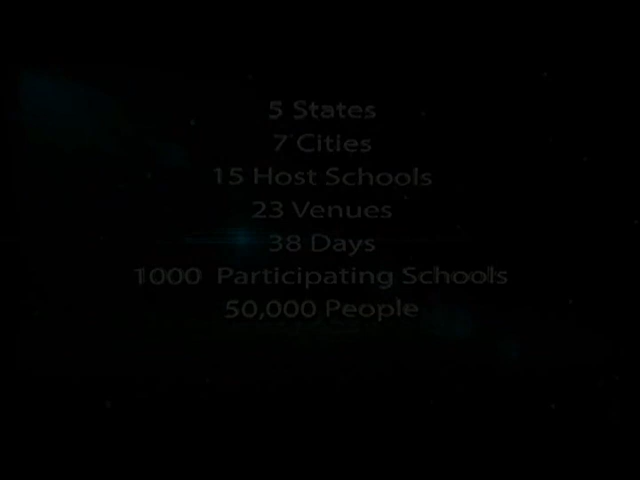 5 States
7 Cities
15 Host Schools
23 Venues
38 Days
1000 Participating Schools
50,000 People